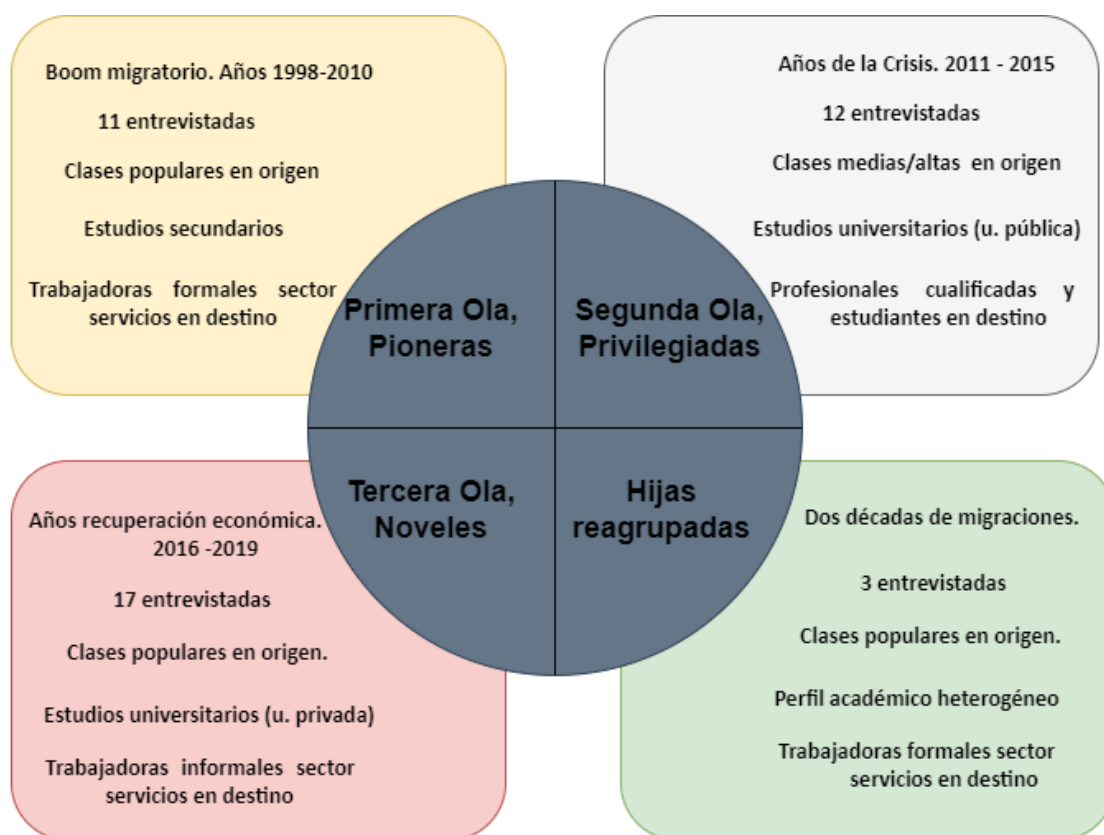 Boom migratorio. Años 1998-2010
11 entrevistadas
Clases populares en origen
Estudios secundarios
Trabajadoras formales sector
servicios en destino
Años de la Crisis. 2011 - 2015
12 entrevistadas
Clases medias/altas en origen
Estudios universitarios (u. pública)
Profesionales cualificadas y
estudiantes en destino
Primera Ola,
Pioneras
Segunda Ola,
Privilegiadas
Tercera Ola,
Noveles
Hijas
reagrupadas
Años recuperación económica.
2016 -2019
17 entrevistadas
Clases populares en origen.
Estudios universitarios (u. privada)
Trabajadoras informales sector
servicios en destino
Dos décadas de migraciones.
3 entrevistadas
Clases populares en origen.
Perfil académico heterogéneo
Trabajadoras formales sector
servicios en destino